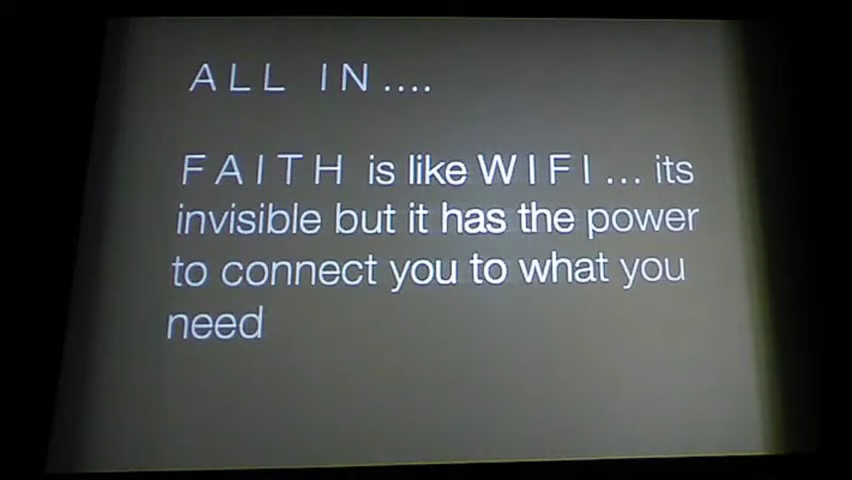 ALL IN....
FAITH is like WIFI... its
invisible but it has the power
to connect you to what you
need